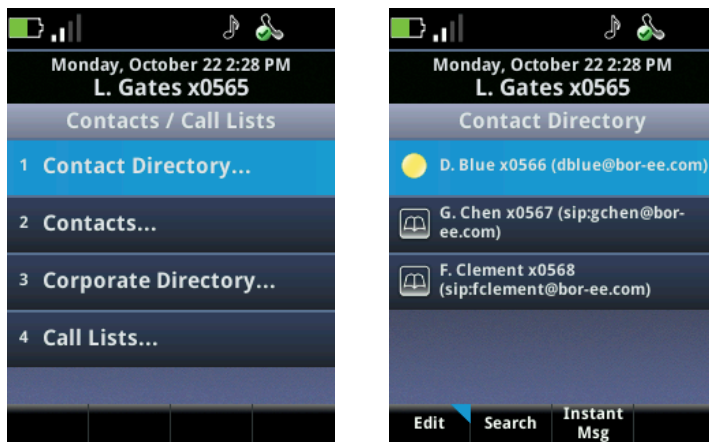 Monday, October 22 2:28 PM
L. Gates x0565
Contacts / Call Lists
1 Contact Directory...
2 Contacts...
3 Corporate Directory...
4 Call Lists...
Monday, October 22 2:28 PM
L. Gates x0565
Contact Directory
D. Blue x0566 (dblue@bor-ee.com)
G. Chen x0567 (sip:gchen@bor-
ee.com)
F. Clement x0568
(sip:fclement@bor-ee.com)
Edit Search Instant
Msg